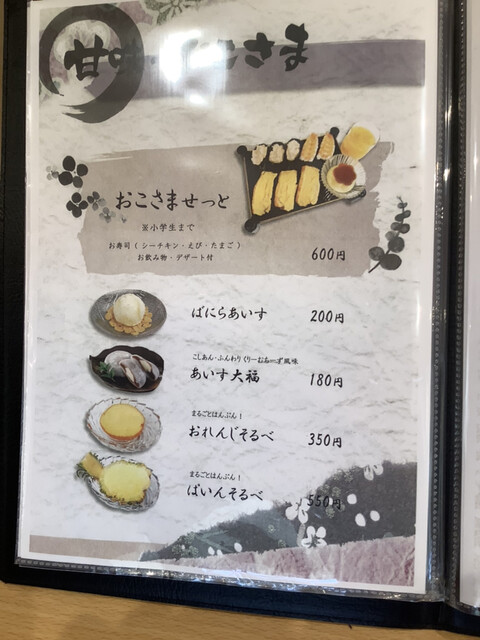 甘味 おこさま
おこさませっと
※小学生まで
お寿司(シーチキン・えび・たまご)
お飲み物・デザート付
600円
ばにらあいす 200円
こしあん・ふんわりくりーむちーず風味
あいす大福 180円
まるごとはんぶん!
おれんじそるべ 350円
まるごとはんぶん!
ぱいんそるべ 550円